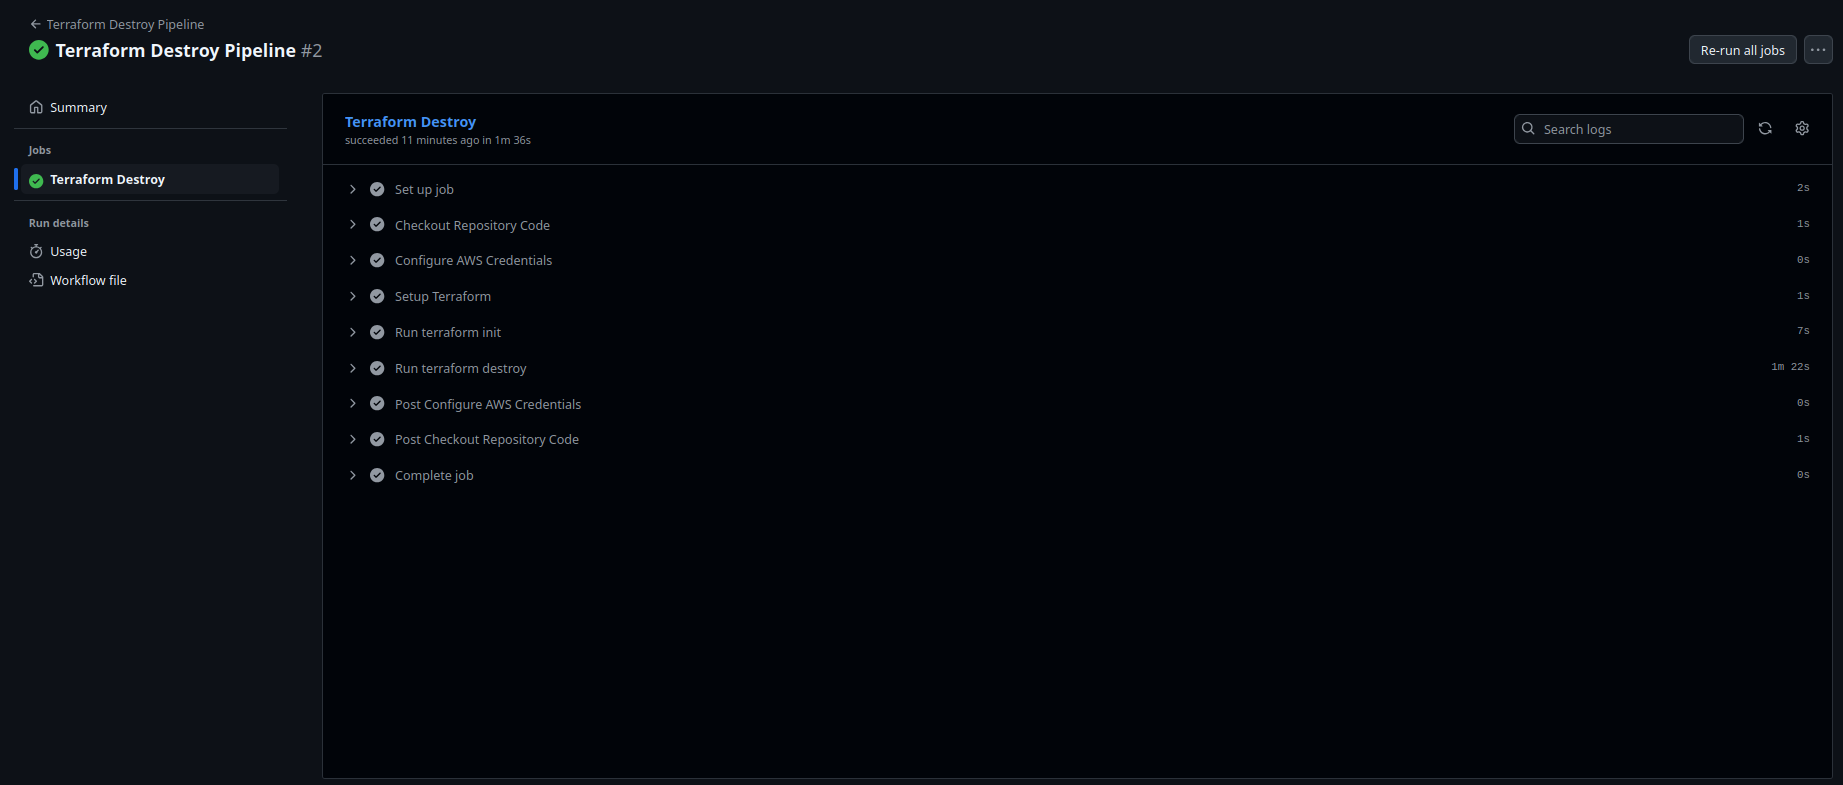 Terraform Destroy Pipeline
Terraform Destroy Pipeline #2
Re-run all jobs
Summary
Jobs
Terraform Destroy
Run details
Usage
Workflow file
Terraform Destroy
succeeded 11 minutes ago in 1m 36s
Search logs
Set up job 2s
Checkout Repository Code 1s
Configure AWS Credentials 0s
Setup Terraform 1s
Run terraform init 7s
Run terraform destroy 1m 22s
Post Configure AWS Credentials 0s
Post Checkout Repository Code 1s
Complete job 0s